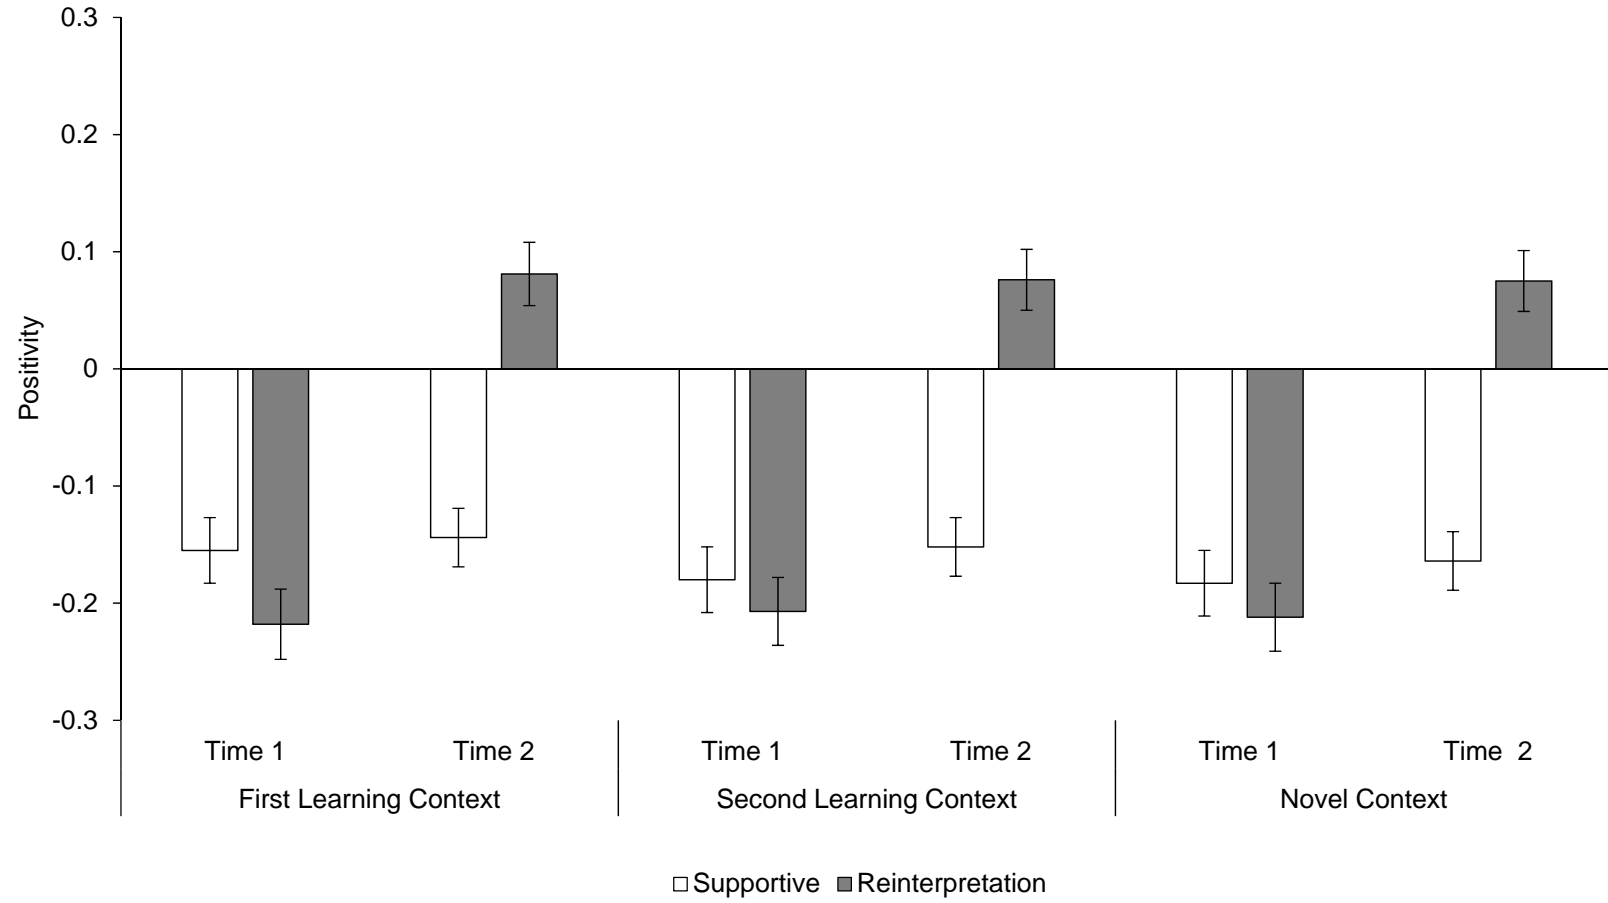 0.3
0.2
0.1
0
-0.1
-0.2
-0.3
Positivity
Time 1 Time 2 Time 1 Time 2 Time 1 Time  2
First Learning Context Second Learning Context Novel Context
Supportive Reinterpretation